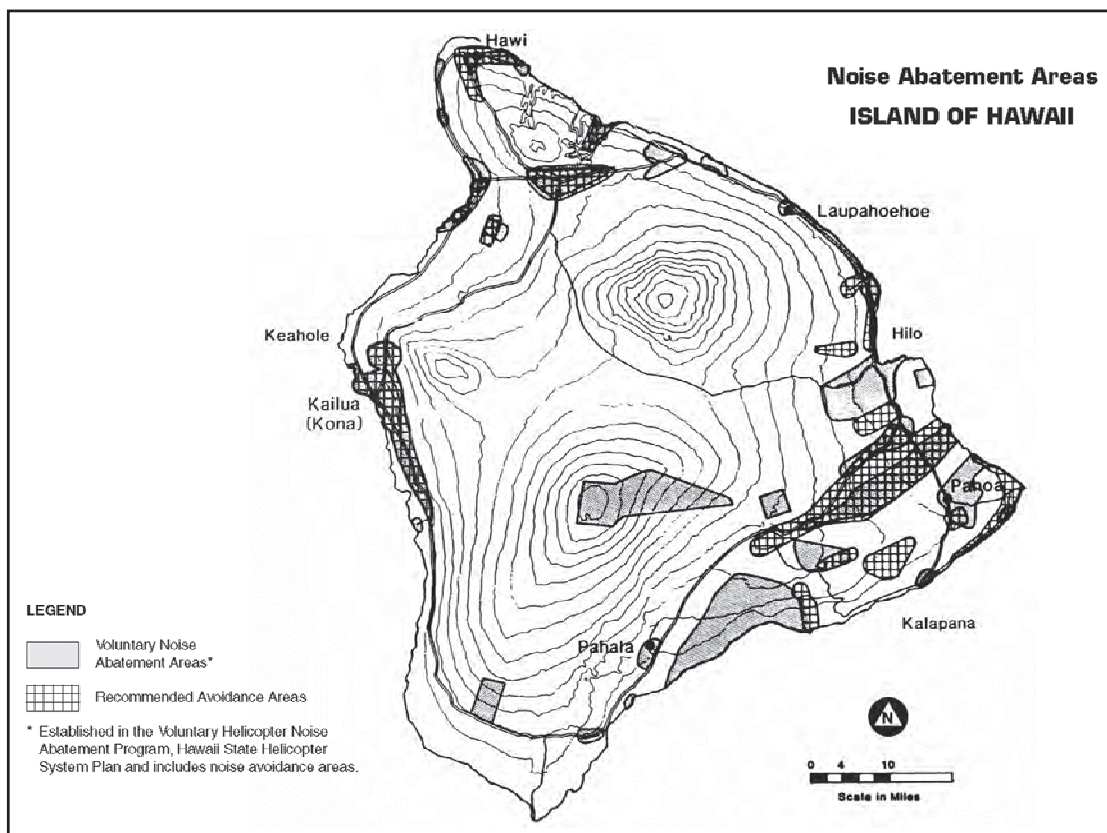 Noise Abatement Areas
ISLAND OF HAWAII
Hawi
Laupahoehoe
Keahole
Hilo
Kailua
(Kona)
Pahoa
Kalapana
Pahala
LEGEND
Voluntary Noise
Abatement Areas*
Recommended Avoidance Areas
* Established in the Voluntary Helicopter Noise
Abatement Program, Hawaii State Helicopter
System Plan and includes noise avoidance areas.
N
0 4 10
Scale in Miles